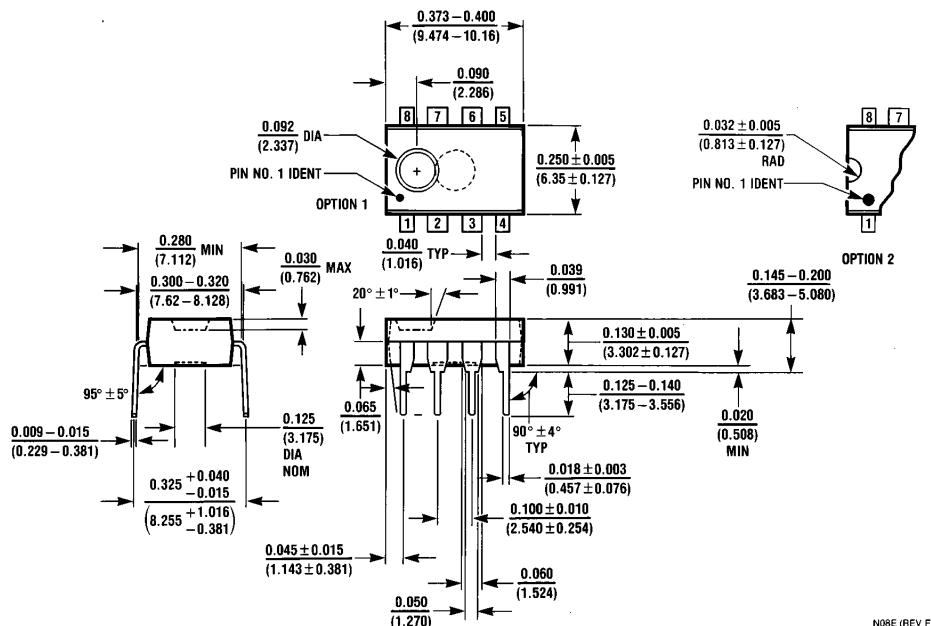 0.373 – 0.400
(9.474 – 10.16)
0.090
(2.286)
8 7 6 5
0.092 DIA
(2.337)
PIN NO. 1 IDENT
OPTION 1
+
0.250 ± 0.005
(6.35 ± 0.127)
1 2 3 4
0.032 ± 0.005
(0.813 ± 0.127)
RAD
PIN NO. 1 IDENT
8 7
1
OPTION 2
0.280 MIN
(7.112)
0.300 – 0.320
(7.62 – 8.128)
0.030 MAX
(0.762)
0.040 TYP
(1.016)
0.039
(0.991)
20° ± 1°
0.145 – 0.200
(3.683 – 5.080)
0.130 ± 0.005
(3.302 ± 0.127)
95° ± 5°
0.009 – 0.015
(0.229 – 0.381)
0.125
(3.175)
DIA
NOM
0.065
(1.651)
90° ± 4°
TYP
0.125 – 0.140
(3.175 – 3.556)
0.020
(0.508)
MIN
0.325 +0.040
−0.015
(8.255 +1.016
−0.381)
0.018 ± 0.003
(0.457 ± 0.076)
0.100 ± 0.010
(2.540 ± 0.254)
0.045 ± 0.015
(1.143 ± 0.381)
0.060
(1.524)
0.050
(1.270)
N08E (REV F